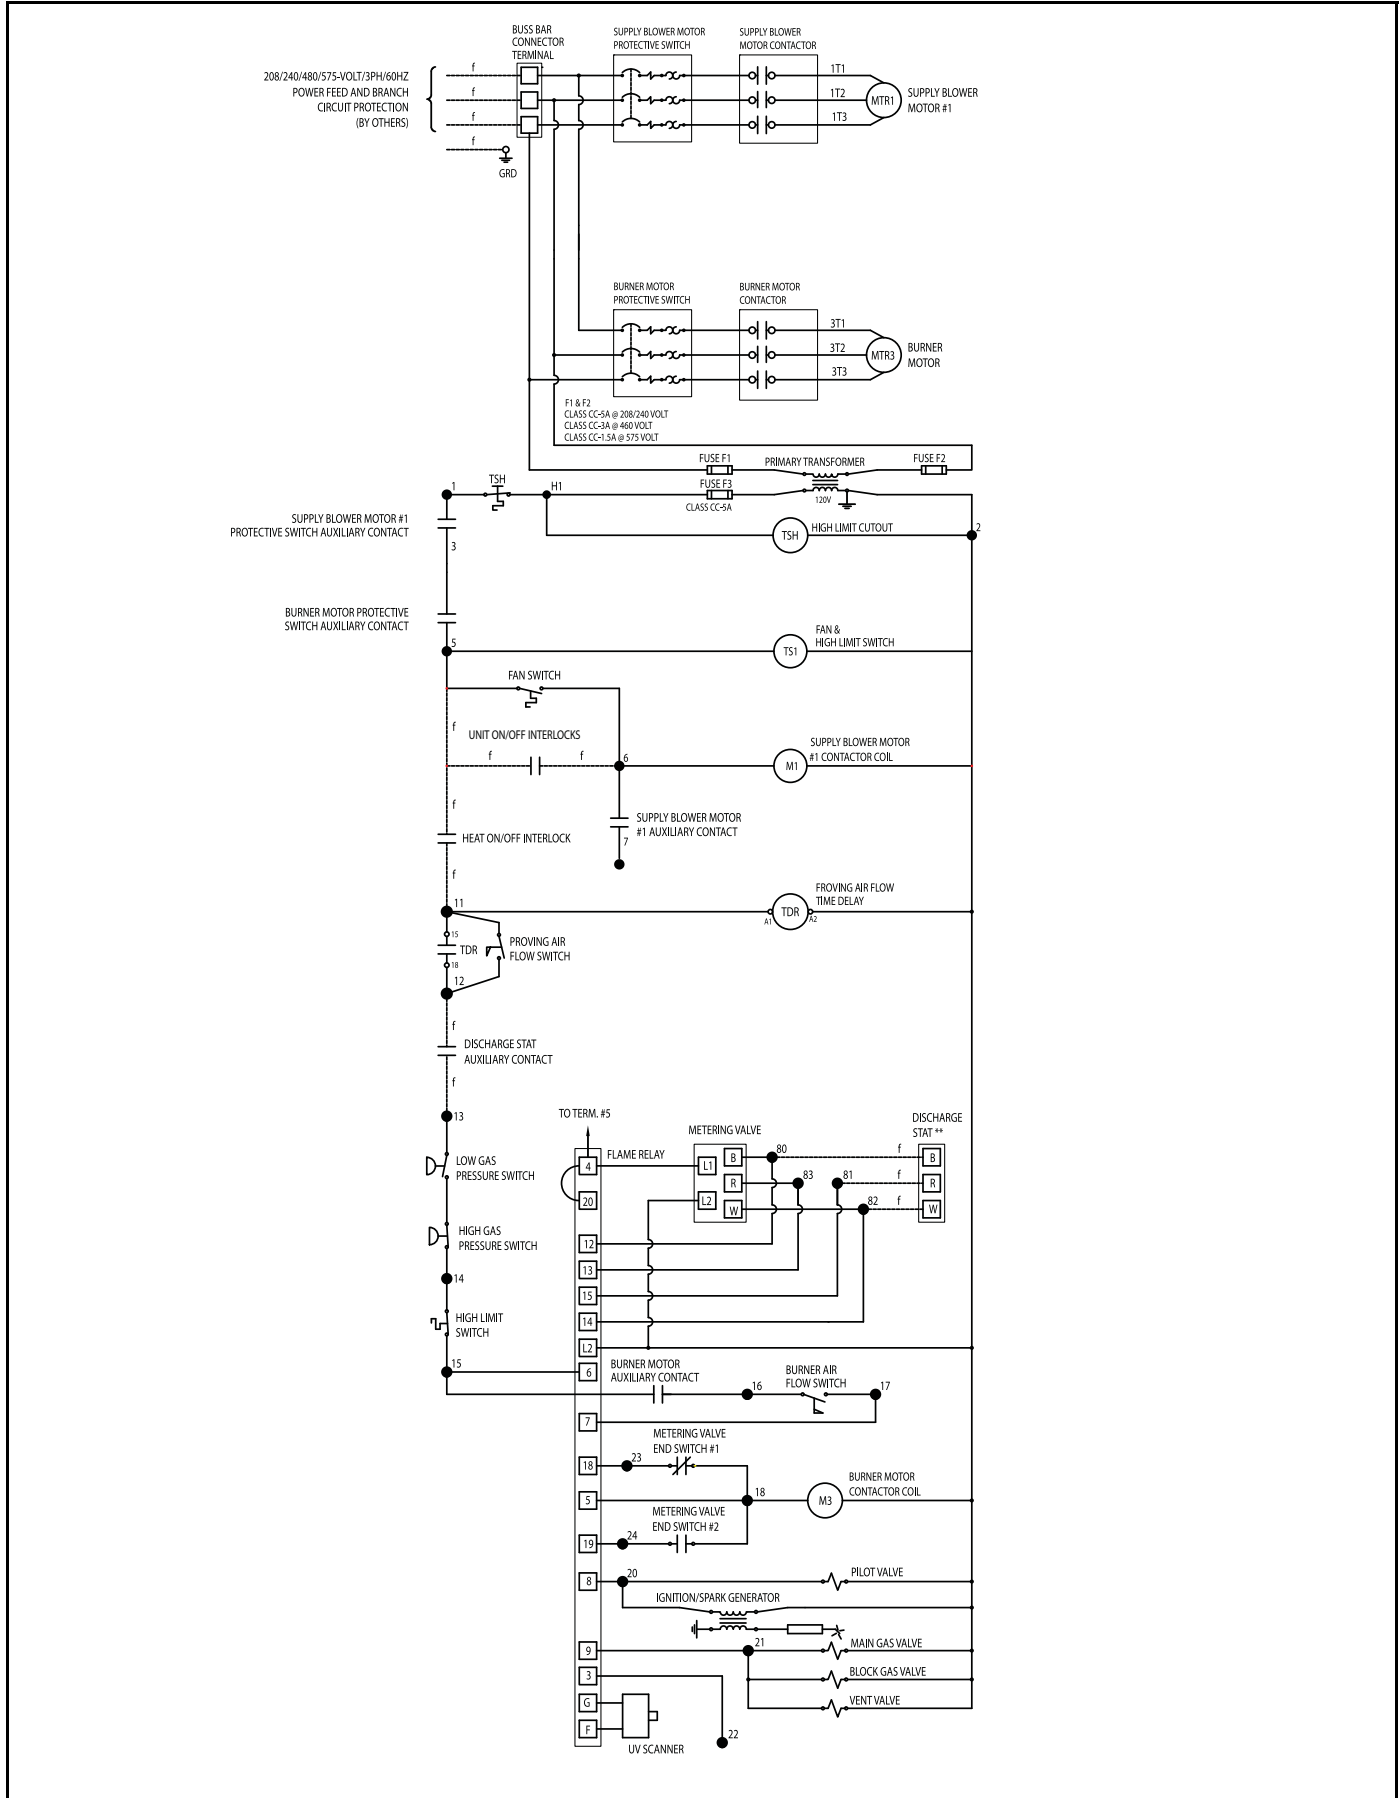 BUSS BAR
CONNECTOR
TERMINAL
SUPPLY BLOWER MOTOR
PROTECTIVE SWITCH
SUPPLY BLOWER
MOTOR CONTACTOR
208/240/480/575-VOLT/3PH/60HZ
POWER FEED AND BRANCH
CIRCUIT PROTECTION
(BY OTHERS)
f
f
f
f
GRD
1T1
1T2
1T3
MTR1
SUPPLY BLOWER
MOTOR #1
BURNER MOTOR
PROTECTIVE SWITCH
BURNER MOTOR
CONTACTOR
3T1
3T2
3T3
MTR3
BURNER
MOTOR
F1 & F2
CLASS CC-5A @ 208/240 VOLT
CLASS CC-3A @ 460 VOLT
CLASS CC-1.5A @ 575 VOLT
FUSE F1
PRIMARY TRANSFORMER
FUSE F2
1
TSH
H1
FUSE F3
CLASS CC-5A
120V
SUPPLY BLOWER MOTOR #1
PROTECTIVE SWITCH AUXILIARY CONTACT
3
TSH
HIGH LIMIT CUTOUT
2
BURNER MOTOR PROTECTIVE
SWITCH AUXILIARY CONTACT
5
TS1
FAN &
HIGH LIMIT SWITCH
FAN SWITCH
f
UNIT ON/OFF INTERLOCKS
f
f
6
M1
SUPPLY BLOWER MOTOR
#1 CONTACTOR COIL
f
HEAT ON/OFF INTERLOCK
SUPPLY BLOWER MOTOR
#1 AUXILIARY CONTACT
7
f
11
A1
TDR
A2
FROVING AIR FLOW
TIME DELAY
15
TDR
18
PROVING AIR
FLOW SWITCH
12
f
DISCHARGE STAT
AUXILIARY CONTACT
f
13
TO TERM. #5
METERING VALVE
DISCHARGE
STAT **
LOW GAS
PRESSURE SWITCH
4
FLAME RELAY
L1
B
80
f
B
R
83
81
f
R
20
L2
W
82
f
W
HIGH GAS
PRESSURE SWITCH
12
13
14
15
HIGH LIMIT
SWITCH
14
L2
15
6
BURNER MOTOR
AUXILIARY CONTACT
16
BURNER AIR
FLOW SWITCH
17
7
METERING VALVE
END SWITCH #1
18
23
5
18
M3
BURNER MOTOR
CONTACTOR COIL
METERING VALVE
END SWITCH #2
19
24
8
20
PILOT VALVE
IGNITION/SPARK GENERATOR
9
21
MAIN GAS VALVE
3
BLOCK GAS VALVE
G
VENT VALVE
F
UV SCANNER
22